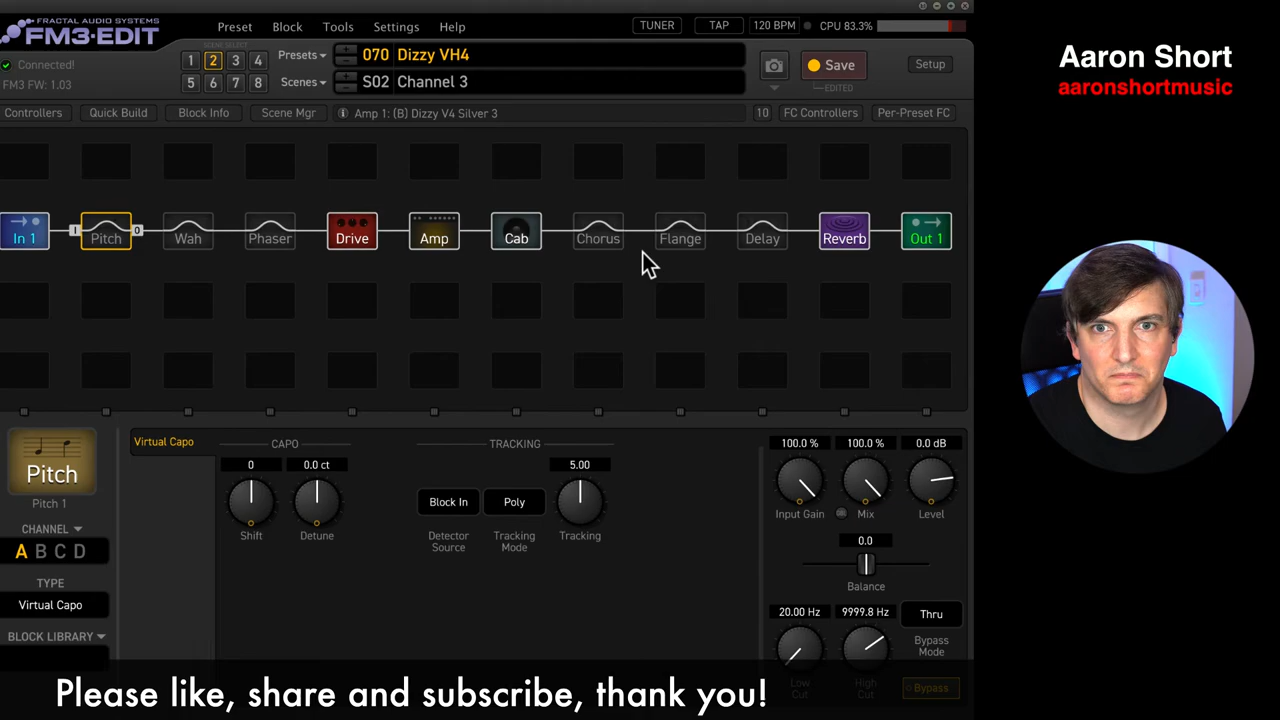 FRACTAL AUDIO SYSTEMS
FM3-EDIT
Connected!
FM3 FW: 1.03
Preset
Block
Tools
Settings
Help
TUNER
TAP
120 BPM
CPU 83.3%
SCENE SELECT
1 2 3 4
5 6 7 8
Presets
070 Dizzy VH4
Scenes
S02 Channel 3
Save
EDITED
Setup
Controllers
Quick Build
Block Info
Scene Mgr
Amp 1: (B) Dizzy V4 Silver 3
10
FC Controllers
Per-Preset FC
In 1
I
Pitch
O
Wah
Phaser
Drive
Amp
Cab
Chorus
Flange
Delay
Reverb
Out 1
Pitch
Pitch 1
CHANNEL
A B C D
TYPE
Virtual Capo
BLOCK LIBRARY
Virtual Capo
CAPO
0
0.0 ct
Shift
Detune
TRACKING
5.00
Block In
Poly
Detector
Source
Tracking
Mode
Tracking
100.0 %
100.0 %
0.0 dB
Input Gain
Mix
Level
0.0
Balance
20.00 Hz
9999.8 Hz
Thru
Bypass
Mode
Low
Cut
High
Cut
Bypass
Aaron Short
aaronshortmusic
Please like, share and subscribe, thank you!